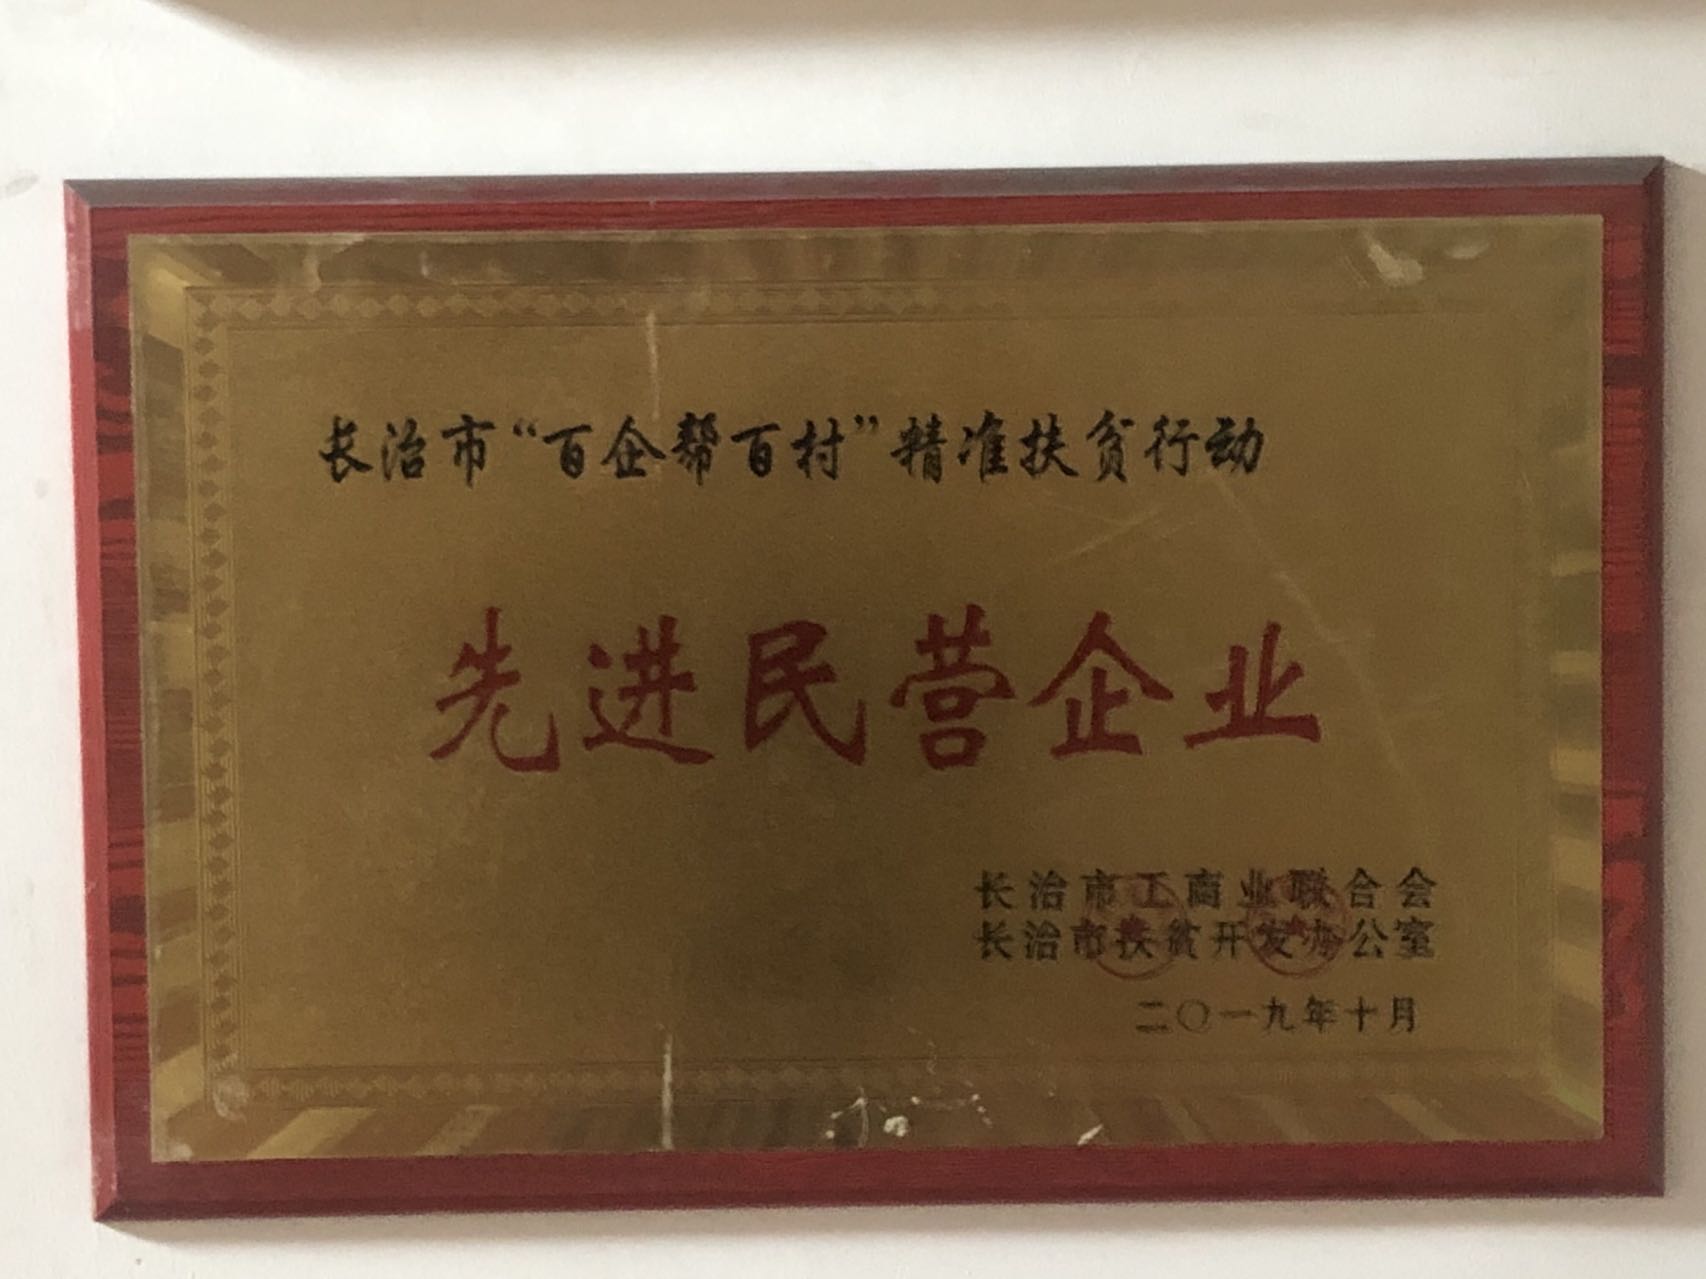 长治市“百企帮百村”精准扶贫行动
先进民营企业
长治市工商业联合会
长治市扶贫开发办公室
二〇一九年十月